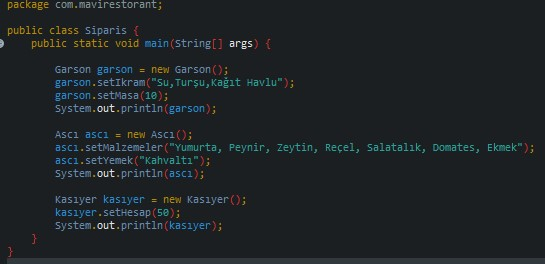 package com.mavirestorant;
public class Siparis {
public static void main(String[] args) {
Garson garson = new Garson();
garson.setIkram("Su,Turşu,Kağıt Havlu");
garson.setMasa(10);
System.out.println(garson);
Ascı ascı = new Ascı();
ascı.setMalzemeler("Yumurta, Peynir, Zeytin, Reçel, Salatalık, Domates, Ekmek");
ascı.setYemek("Kahvaltı");
System.out.println(ascı);
Kasıyer kasıyer = new Kasıyer();
kasıyer.setHesap(50);
System.out.println(kasıyer);
}
}